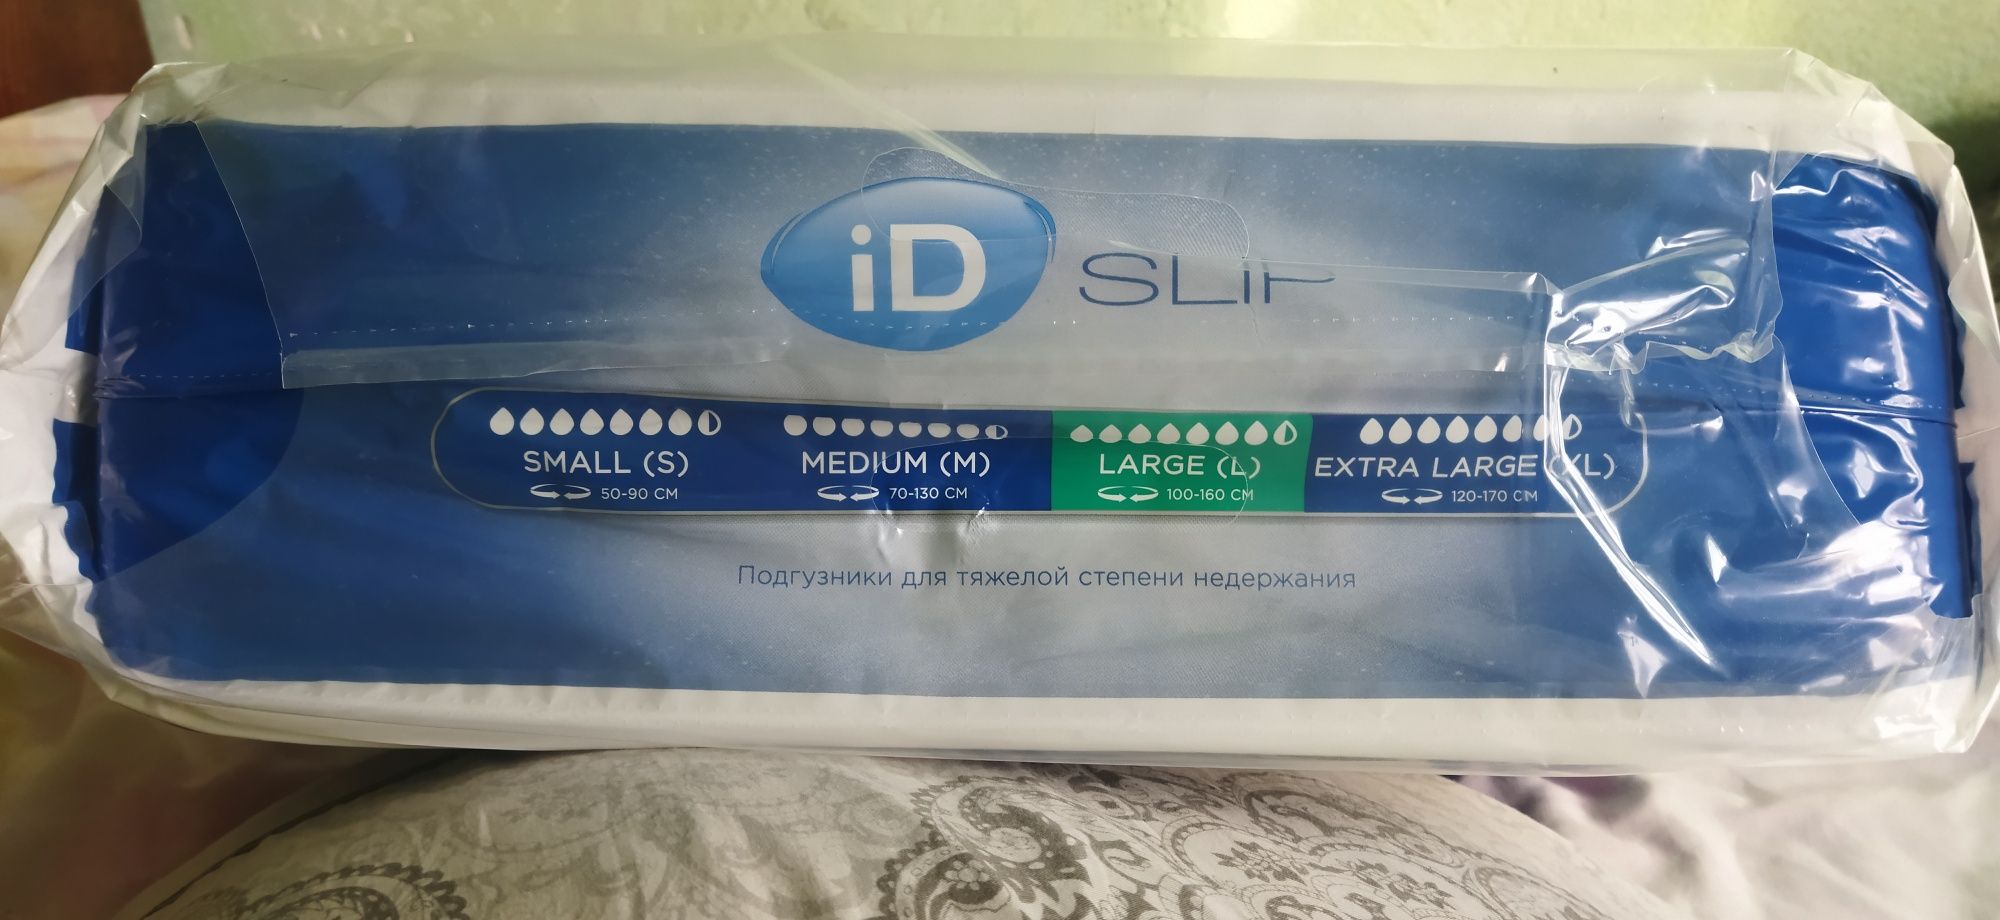 iD SLIP
SMALL (S) MEDIUM (M) LARGE (L) EXTRA LARGE (XL)
50-90 CM 70-130 CM 100-160 CM 120-170 CM
Подгузники для тяжелой степени недержания